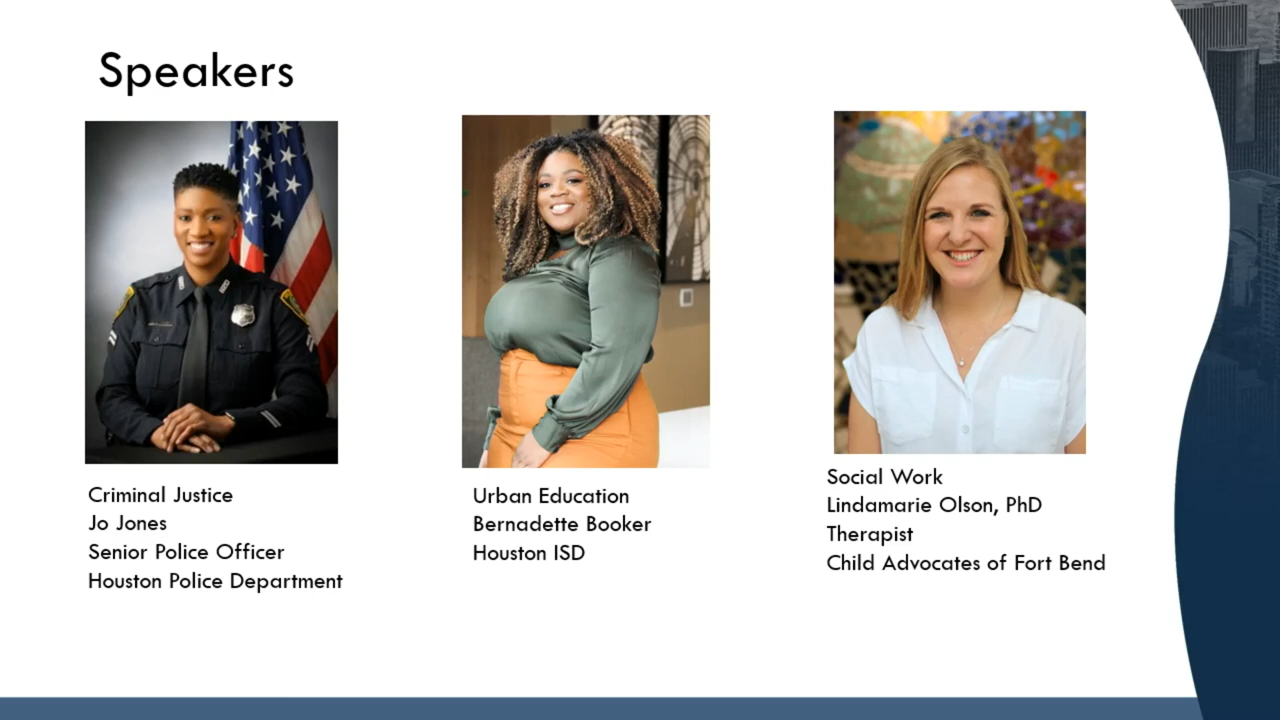 Speakers
Criminal Justice
Jo Jones
Senior Police Officer
Houston Police Department
Urban Education
Bernadette Booker
Houston ISD
Social Work
Lindamarie Olson, PhD
Therapist
Child Advocates of Fort Bend